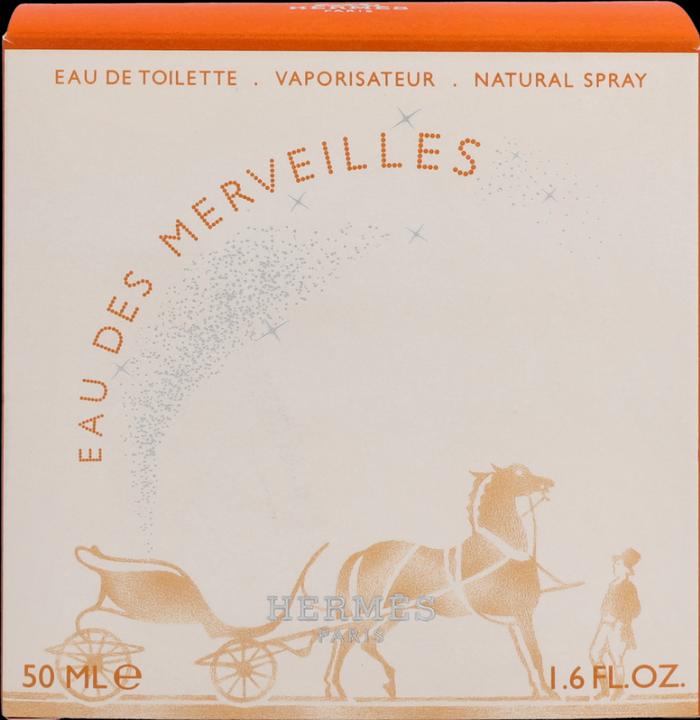 HERMÈS
PARIS
EAU DE TOILETTE . VAPORISATEUR . NATURAL SPRAY
EAU DES MERVEILLES
HERMÈS
PARIS
50 ML ℮
1.6 FL.OZ.